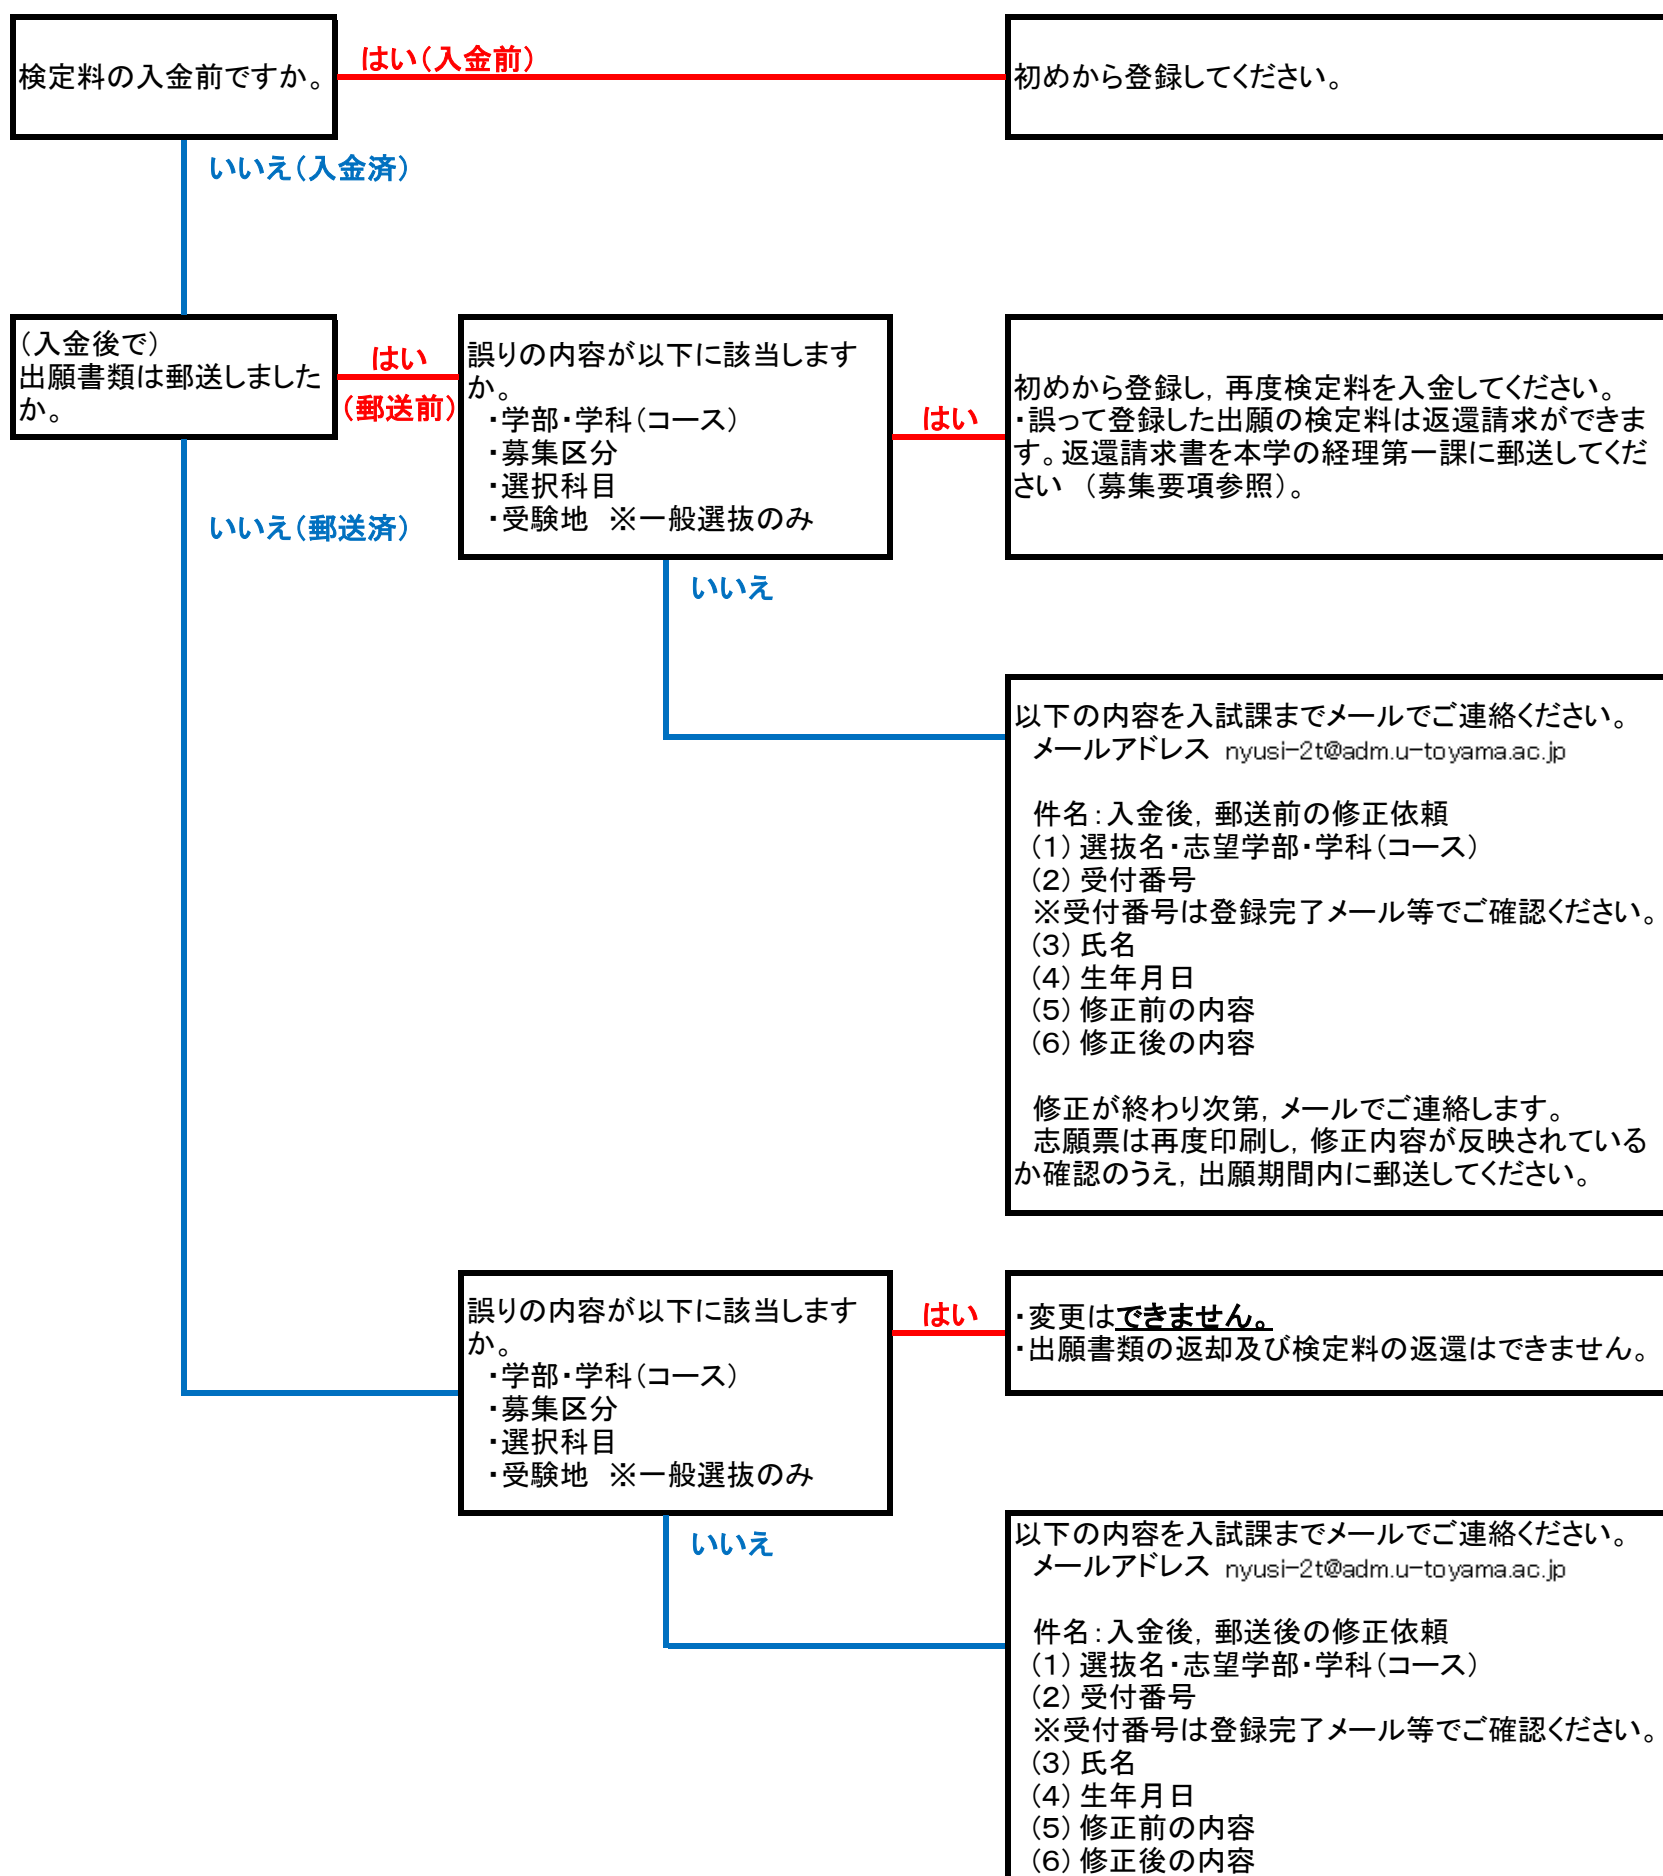 検定料の入金前ですか。
はい（入金前）
初めから登録してください。
いいえ（入金済）
（入金後で）
出願書類は郵送しました
か。
はい
（郵送前）
誤りの内容が以下に該当します
か。
・学部・学科（コース）
・募集区分
・選択科目
・受験地　※一般選抜のみ
はい
初めから登録し，再度検定料を入金してください。
・誤って登録した出願の検定料は返還請求ができま
す。返還請求書を本学の経理第一課に郵送してくだ
さい　（募集要項参照）。
いいえ（郵送済）
いいえ
以下の内容を入試課までメールでご連絡ください。
メールアドレス　nyusi-2t@adm.u-toyama.ac.jp
件名：入金後，郵送前の修正依頼
（１）選抜名・志望学部・学科（コース）
（２）受付番号
※受付番号は登録完了メール等でご確認ください。
（３）氏名
（４）生年月日
（５）修正前の内容
（６）修正後の内容
修正が終わり次第，メールでご連絡します。
志願票は再度印刷し，修正内容が反映されている
か確認のうえ，出願期間内に郵送してください。
誤りの内容が以下に該当します
か。
・学部・学科（コース）
・募集区分
・選択科目
・受験地　※一般選抜のみ
はい
・変更はできません。
・出願書類の返却及び検定料の返還はできません。
いいえ
以下の内容を入試課までメールでご連絡ください。
メールアドレス　nyusi-2t@adm.u-toyama.ac.jp
件名：入金後，郵送後の修正依頼
（１）選抜名・志望学部・学科（コース）
（２）受付番号
※受付番号は登録完了メール等でご確認ください。
（３）氏名
（４）生年月日
（５）修正前の内容
（６）修正後の内容